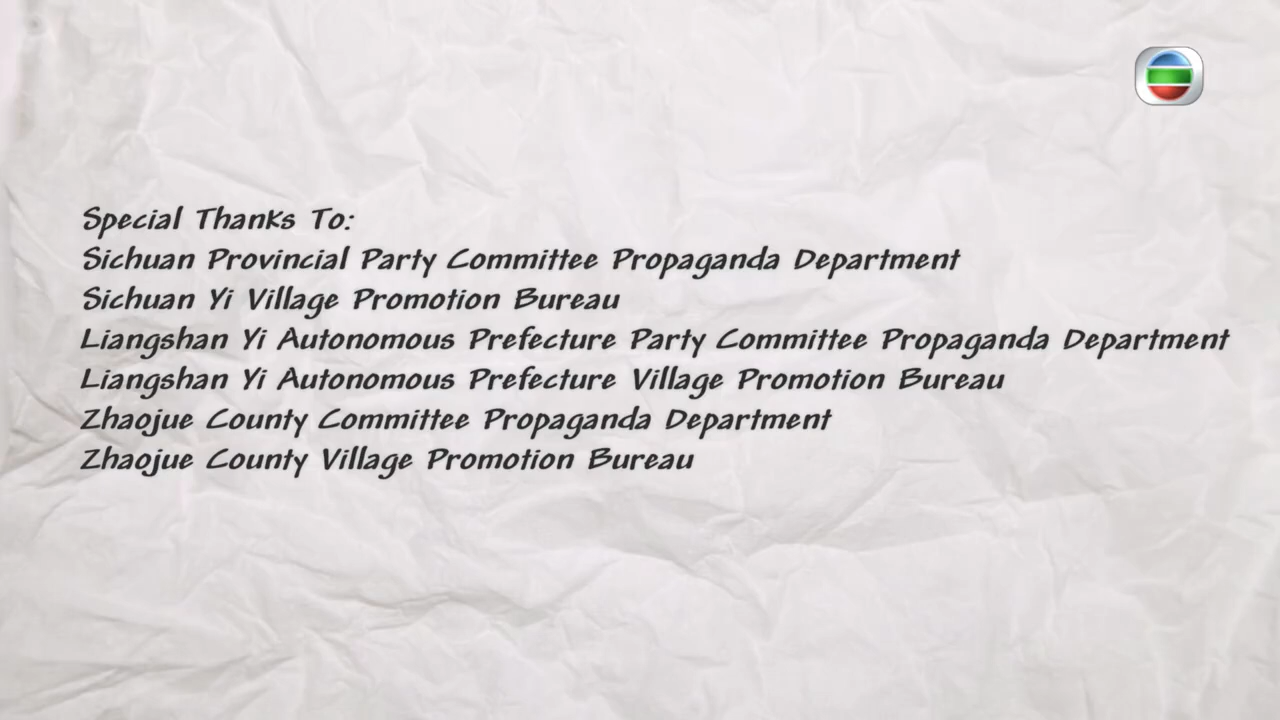 Special Thanks To:
Sichuan Provincial Party Committee Propaganda Department
Sichuan Yi Village Promotion Bureau
Liangshan Yi Autonomous Prefecture Party Committee Propaganda Department
Liangshan Yi Autonomous Prefecture Village Promotion Bureau
Zhaojue County Committee Propaganda Department
Zhaojue County Village Promotion Bureau